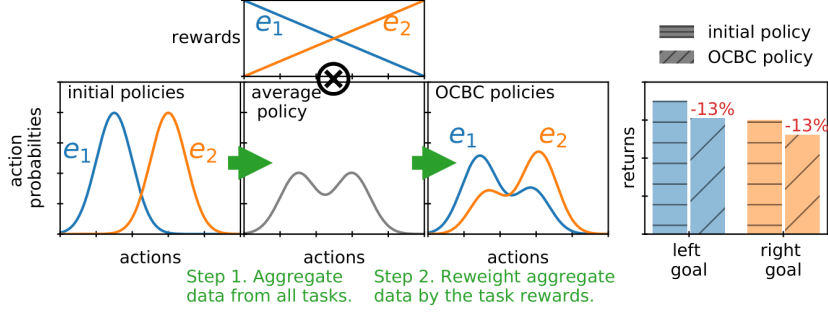 rewards
e1
e2
initial policies
e1
e2
average
policy
OCBC policies
e1
e2
action
probabilties
actions
actions
actions
Step 1. Aggregate
data from all tasks.
Step 2. Reweight aggregate
data by the task rewards.
initial policy
OCBC policy
-13%
-13%
returns
left
goal
right
goal